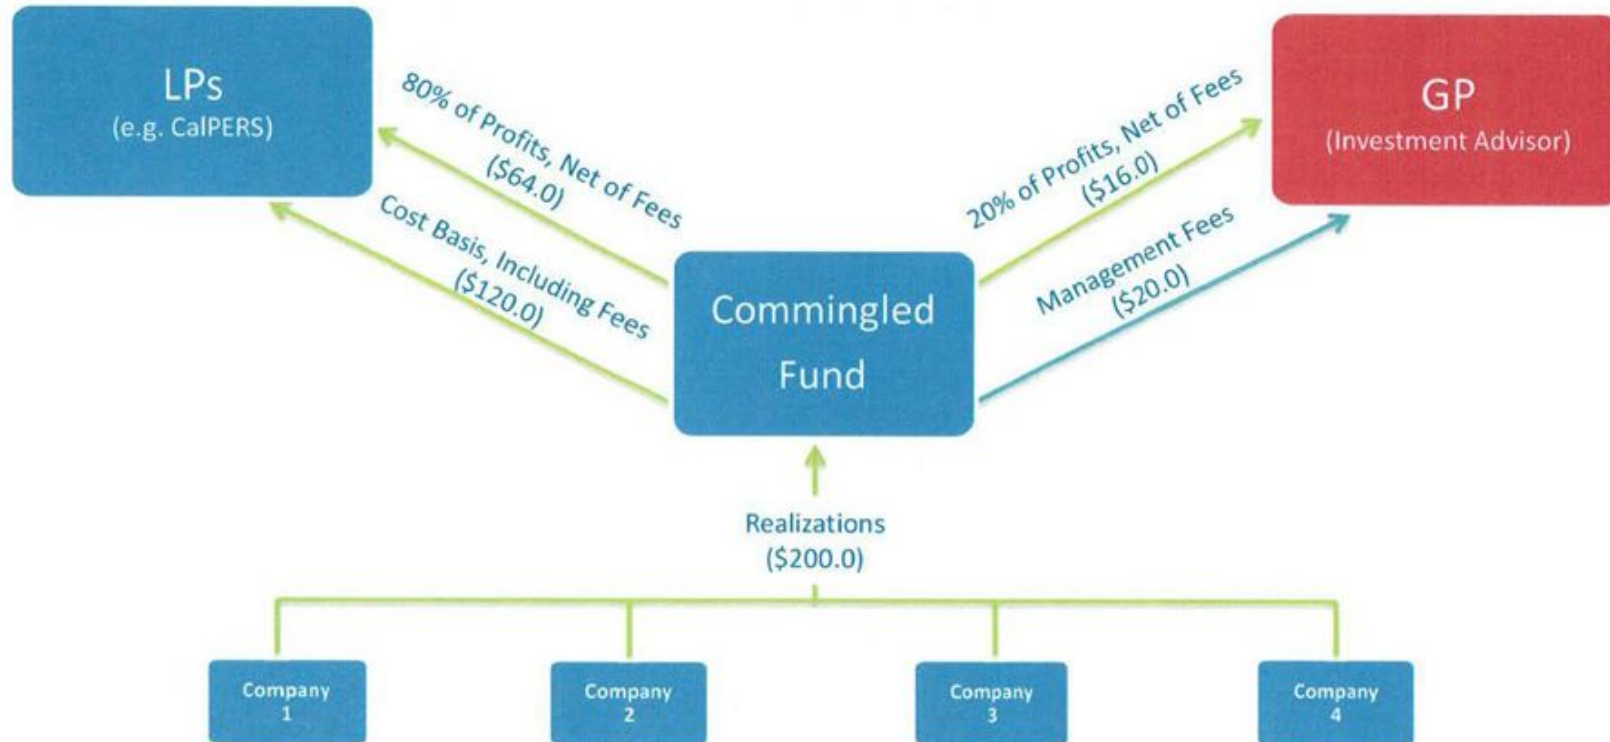 LPs
(e.g. CalPERS)
80% of Profits, Net of Fees
($64.0)
Cost Basis, Including Fees
($120.0)
GP
(Investment Advisor)
20% of Profits, Net of Fees
($16.0)
Management Fees
($20.0)
Commingled
Fund
Realizations
($200.0)
Company
1
Company
2
Company
3
Company
4